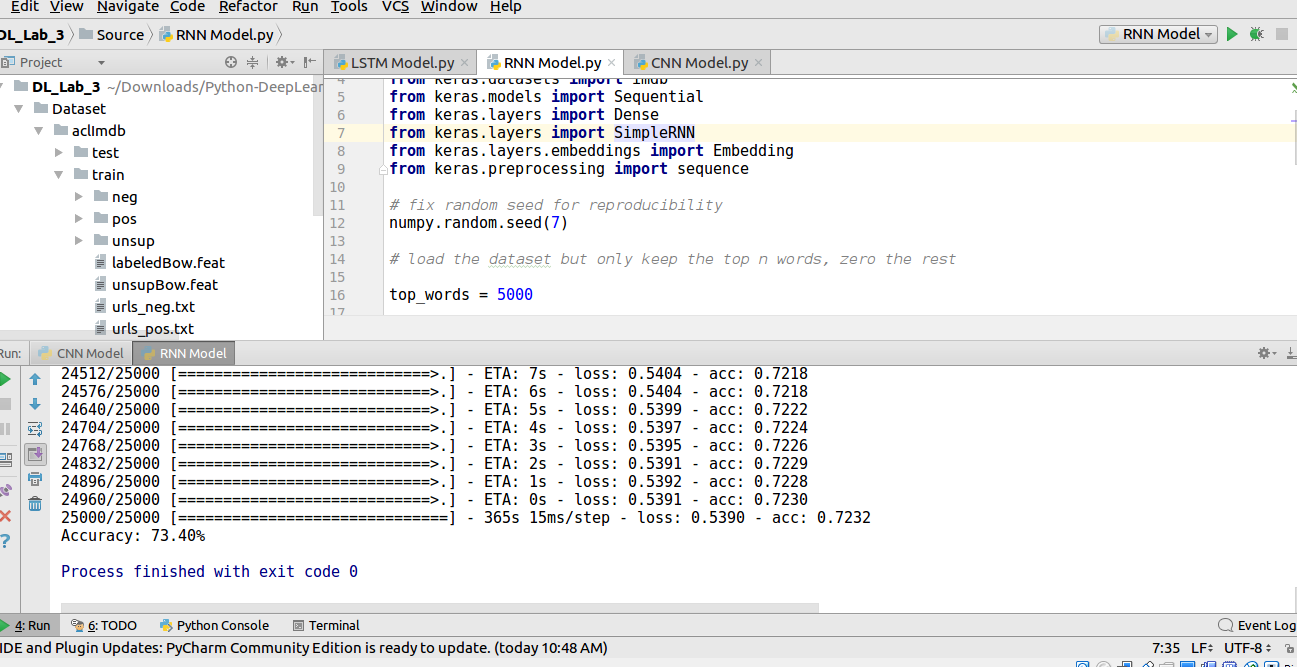 Edit View Navigate Code Refactor Run Tools VCS Window Help
DL_Lab_3 Source RNN Model.py RNN Model
Project
LSTM Model.py RNN Model.py CNN Model.py
DL_Lab_3 ~/Downloads/Python-DeepLear
Dataset
aclImdb
test
train
neg
pos
unsup
labeledBow.feat
unsupBow.feat
urls_neg.txt
urls_pos.txt
4 from keras.datasets import imdb
5 from keras.models import Sequential
6 from keras.layers import Dense
7 from keras.layers import SimpleRNN
8 from keras.layers.embeddings import Embedding
9 from keras.preprocessing import sequence
10
11 # fix random seed for reproducibility
12 numpy.random.seed(7)
13
14 # load the dataset but only keep the top n words, zero the rest
15
16 top_words = 5000
17
Run: CNN Model RNN Model
24512/25000 [============================>.] - ETA: 7s - loss: 0.5404 - acc: 0.7218
24576/25000 [============================>.] - ETA: 6s - loss: 0.5404 - acc: 0.7218
24640/25000 [============================>.] - ETA: 5s - loss: 0.5399 - acc: 0.7222
24704/25000 [============================>.] - ETA: 4s - loss: 0.5397 - acc: 0.7224
24768/25000 [============================>.] - ETA: 3s - loss: 0.5395 - acc: 0.7226
24832/25000 [============================>.] - ETA: 2s - loss: 0.5391 - acc: 0.7229
24896/25000 [============================>.] - ETA: 1s - loss: 0.5392 - acc: 0.7228
24960/25000 [============================>.] - ETA: 0s - loss: 0.5391 - acc: 0.7230
25000/25000 [==============================] - 365s 15ms/step - loss: 0.5390 - acc: 0.7232
Accuracy: 73.40%
Process finished with exit code 0
4: Run 6: TODO Python Console Terminal Event Log
IDE and Plugin Updates: PyCharm Community Edition is ready to update. (today 10:48 AM) 7:35 LF UTF-8